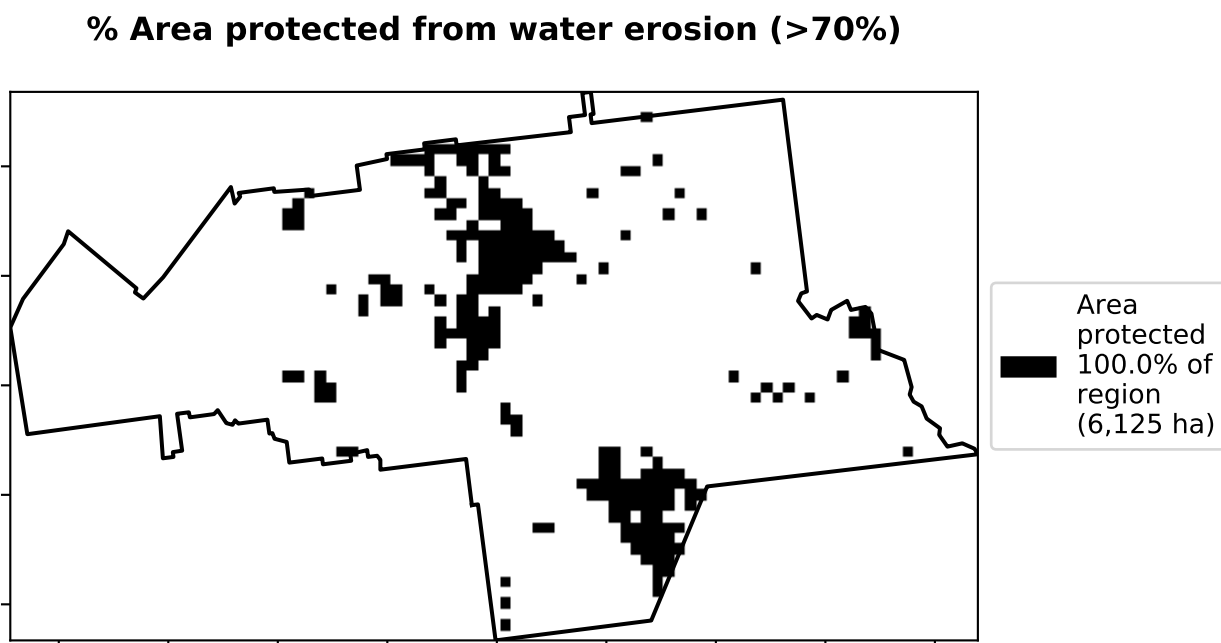 % Area protected from water erosion (>70%)
Area
protected
100.0% of
region
(6,125 ha)